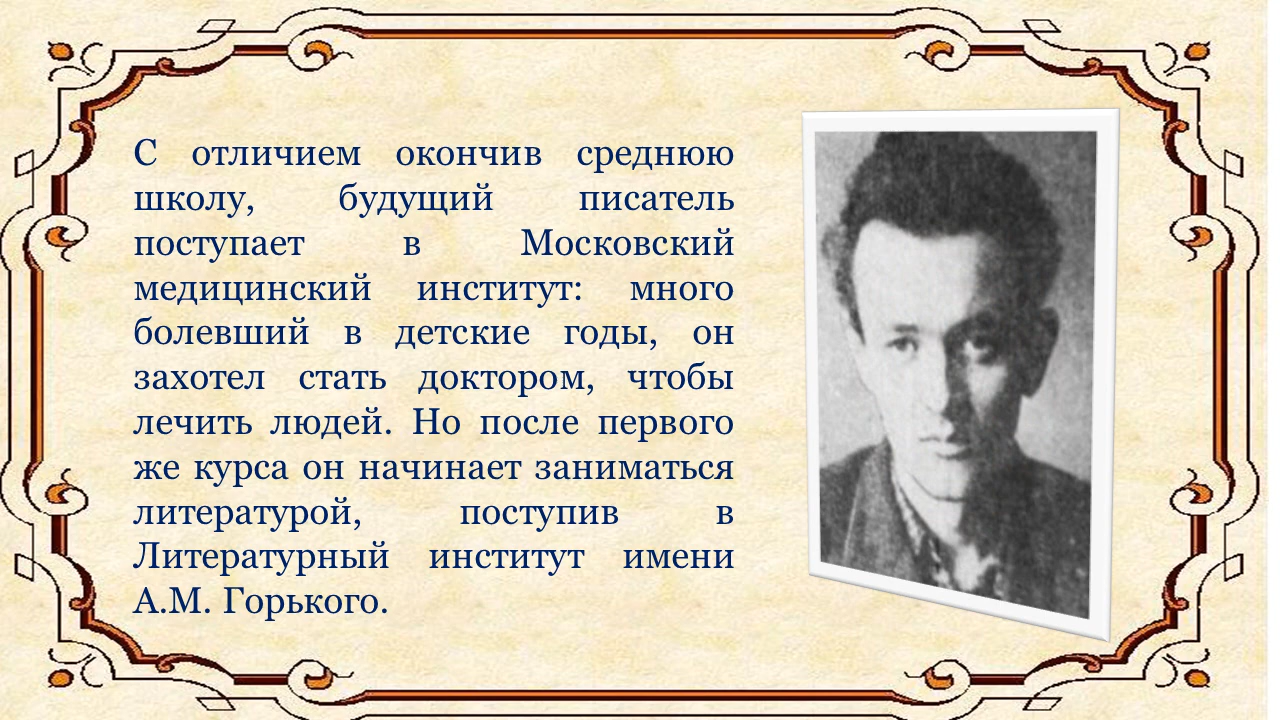 С отличием окончив среднюю
школу, будущий писатель
поступает в Московский
медицинский институт: много
болевший в детские годы, он
захотел стать доктором, чтобы
лечить людей. Но после первого
же курса он начинает заниматься
литературой, поступив в
Литературный институт имени
А.М. Горького.